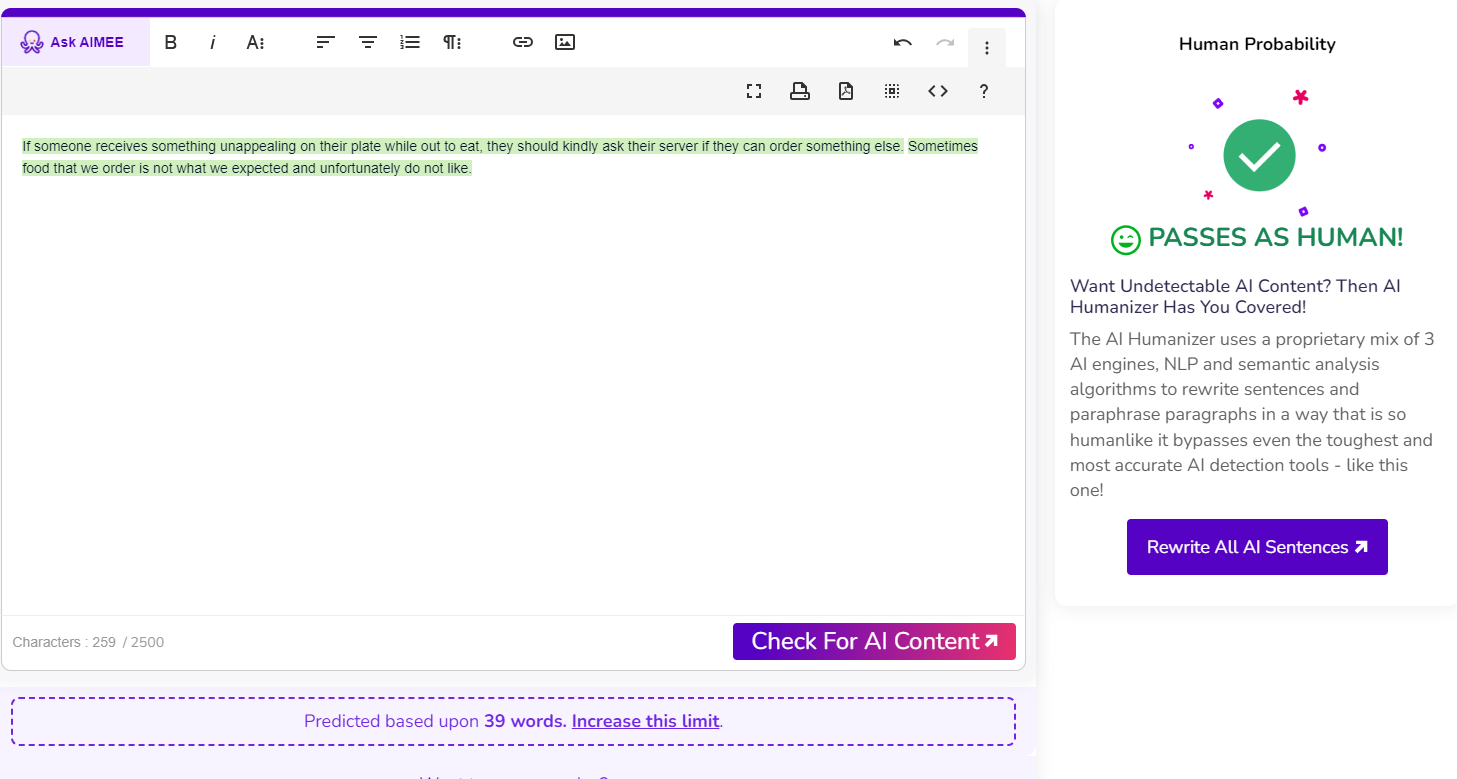 Ask AIMEE
B
i
A
?
If someone receives something unappealing on their plate while out to eat, they should kindly ask their server if they can order something else. Sometimes
food that we order is not what we expected and unfortunately do not like.
Characters : 259 / 2500
Check For AI Content
Predicted based upon 39 words. Increase this limit.
Human Probability
PASSES AS HUMAN!
Want Undetectable AI Content? Then AI
Humanizer Has You Covered!
The AI Humanizer uses a proprietary mix of 3
AI engines, NLP and semantic analysis
algorithms to rewrite sentences and
paraphrase paragraphs in a way that is so
humanlike it bypasses even the toughest and
most accurate AI detection tools - like this
one!
Rewrite All AI Sentences